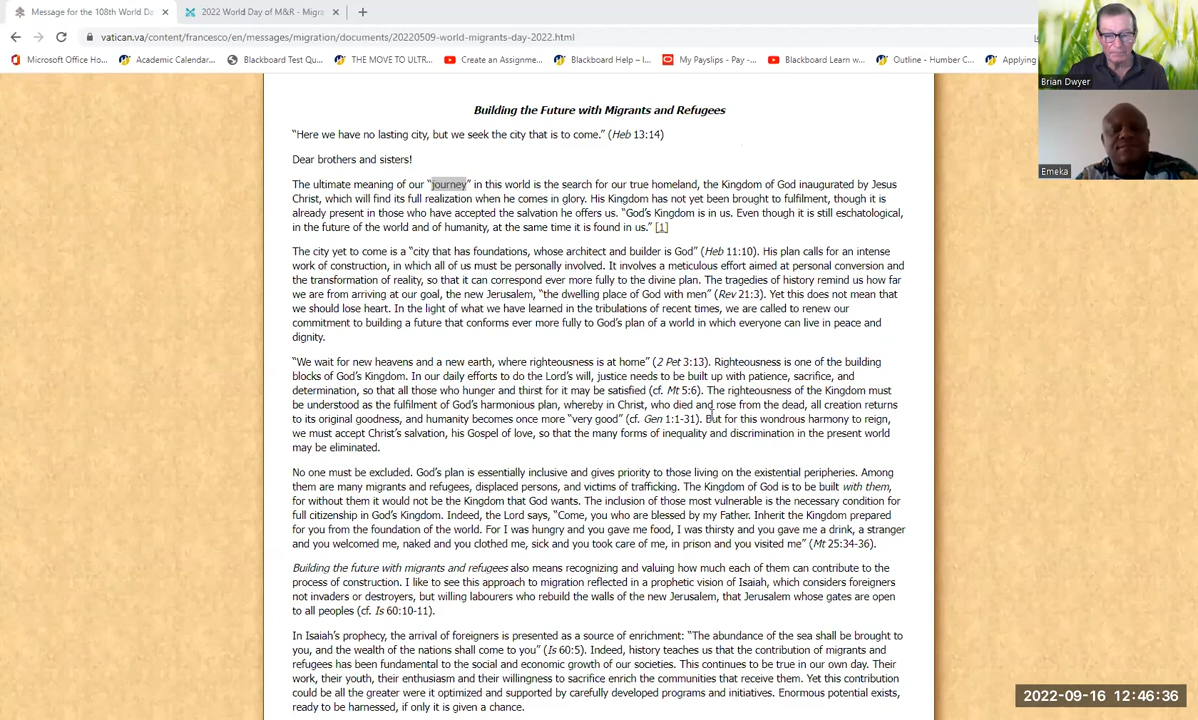 Message for the 108th World Da
2022 World Day of M&R - Migra
vatican.va/content/francesco/en/messages/migration/documents/20220509-world-migrants-day-2022.html
Microsoft Office Ho... Academic Calendar... Blackboard Test Qu... THE MOVE TO ULTR... Create an Assignme... Blackboard Help – I... My Payslips - Pay -... Blackboard Learn w... Outline - Humber C... Applying
Brian Dwyer
Emeka
Building the Future with Migrants and Refugees
“Here we have no lasting city, but we seek the city that is to come.” (Heb 13:14)
Dear brothers and sisters!
The ultimate meaning of our “journey” in this world is the search for our true homeland, the Kingdom of God inaugurated by Jesus
Christ, which will find its full realization when he comes in glory. His Kingdom has not yet been brought to fulfilment, though it is
already present in those who have accepted the salvation he offers us. “God’s Kingdom is in us. Even though it is still eschatological,
in the future of the world and of humanity, at the same time it is found in us.” [1]
The city yet to come is a “city that has foundations, whose architect and builder is God” (Heb 11:10). His plan calls for an intense
work of construction, in which all of us must be personally involved. It involves a meticulous effort aimed at personal conversion and
the transformation of reality, so that it can correspond ever more fully to the divine plan. The tragedies of history remind us how far
we are from arriving at our goal, the new Jerusalem, “the dwelling place of God with men” (Rev 21:3). Yet this does not mean that
we should lose heart. In the light of what we have learned in the tribulations of recent times, we are called to renew our
commitment to building a future that conforms ever more fully to God’s plan of a world in which everyone can live in peace and
dignity.
“We wait for new heavens and a new earth, where righteousness is at home” (2 Pet 3:13). Righteousness is one of the building
blocks of God’s Kingdom. In our daily efforts to do the Lord’s will, justice needs to be built up with patience, sacrifice, and
determination, so that all those who hunger and thirst for it may be satisfied (cf. Mt 5:6). The righteousness of the Kingdom must
be understood as the fulfilment of God’s harmonious plan, whereby in Christ, who died and rose from the dead, all creation returns
to its original goodness, and humanity becomes once more “very good” (cf. Gen 1:1-31). But for this wondrous harmony to reign,
we must accept Christ’s salvation, his Gospel of love, so that the many forms of inequality and discrimination in the present world
may be eliminated.
No one must be excluded. God’s plan is essentially inclusive and gives priority to those living on the existential peripheries. Among
them are many migrants and refugees, displaced persons, and victims of trafficking. The Kingdom of God is to be built with them,
for without them it would not be the Kingdom that God wants. The inclusion of those most vulnerable is the necessary condition for
full citizenship in God’s Kingdom. Indeed, the Lord says, “Come, you who are blessed by my Father. Inherit the Kingdom prepared
for you from the foundation of the world. For I was hungry and you gave me food, I was thirsty and you gave me a drink, a stranger
and you welcomed me, naked and you clothed me, sick and you took care of me, in prison and you visited me” (Mt 25:34-36).
Building the future with migrants and refugees also means recognizing and valuing how much each of them can contribute to the
process of construction. I like to see this approach to migration reflected in a prophetic vision of Isaiah, which considers foreigners
not invaders or destroyers, but willing labourers who rebuild the walls of the new Jerusalem, that Jerusalem whose gates are open
to all peoples (cf. Is 60:10-11).
In Isaiah’s prophecy, the arrival of foreigners is presented as a source of enrichment: “The abundance of the sea shall be brought to
you, and the wealth of the nations shall come to you” (Is 60:5). Indeed, history teaches us that the contribution of migrants and
refugees has been fundamental to the social and economic growth of our societies. This continues to be true in our own day. Their
work, their youth, their enthusiasm and their willingness to sacrifice enrich the communities that receive them. Yet this contribution
could be all the greater were it optimized and supported by carefully developed programs and initiatives. Enormous potential exists,
ready to be harnessed, if only it is given a chance.
2022-09-16 12:46:36